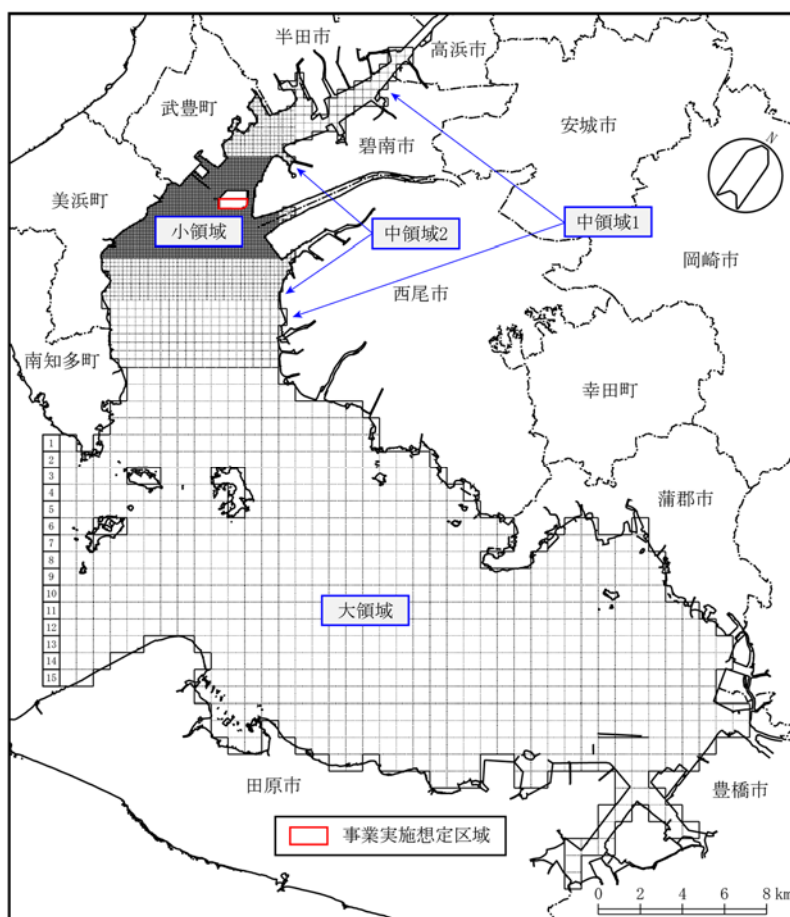 半田市
高浜市
武豊町
安城市
碧南市
N
美浜町
小領域
中領域2
中領域1
岡崎市
西尾市
南知多町
幸田町
1
2
3
4
5
6
7
8
9
10
11
12
13
14
15
蒲郡市
大領域
田原市
豊橋市
事業実施想定区域
0 2 4 6 8 km